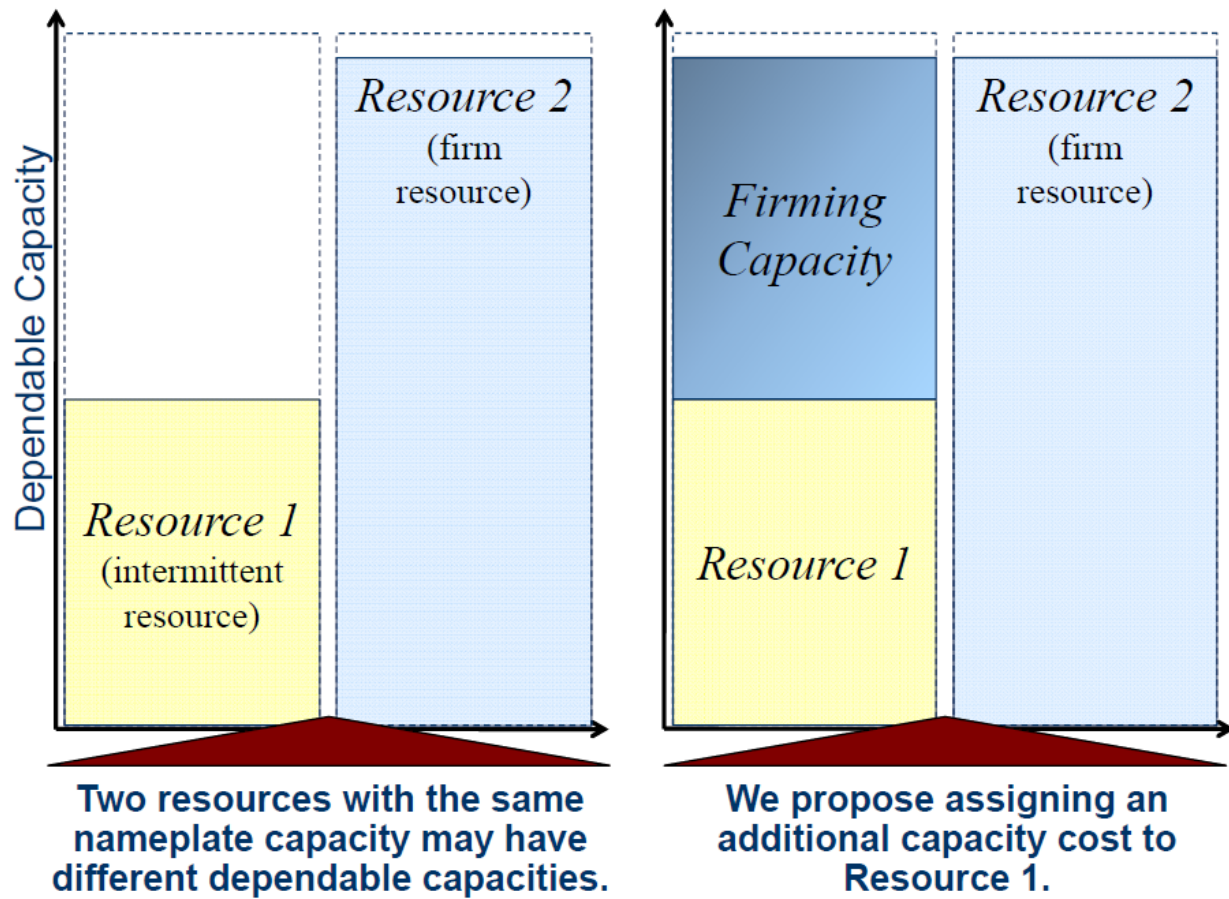 Dependable Capacity
Resource 1
(intermittent
resource)
Resource 2
(firm
resource)
Two resources with the same
nameplate capacity may have
different dependable capacities.
Firming
Capacity
Resource 1
Resource 2
(firm
resource)
We propose assigning an
additional capacity cost to
Resource 1.